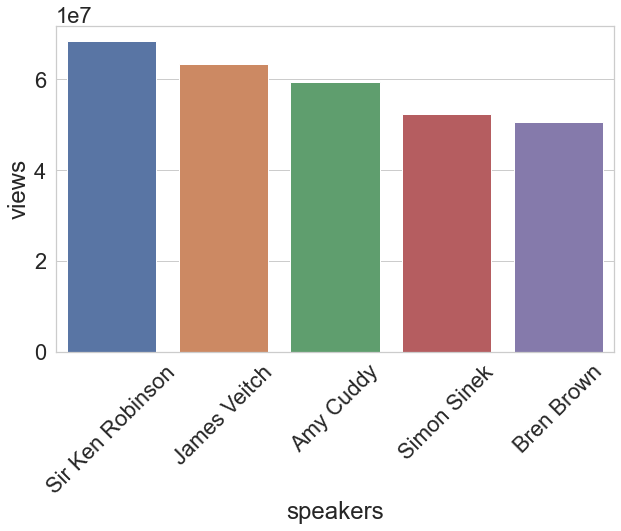 1e7
views
6
4
2
0
Sir Ken Robinson
James Veitch
Amy Cuddy
Simon Sinek
Bren Brown
speakers